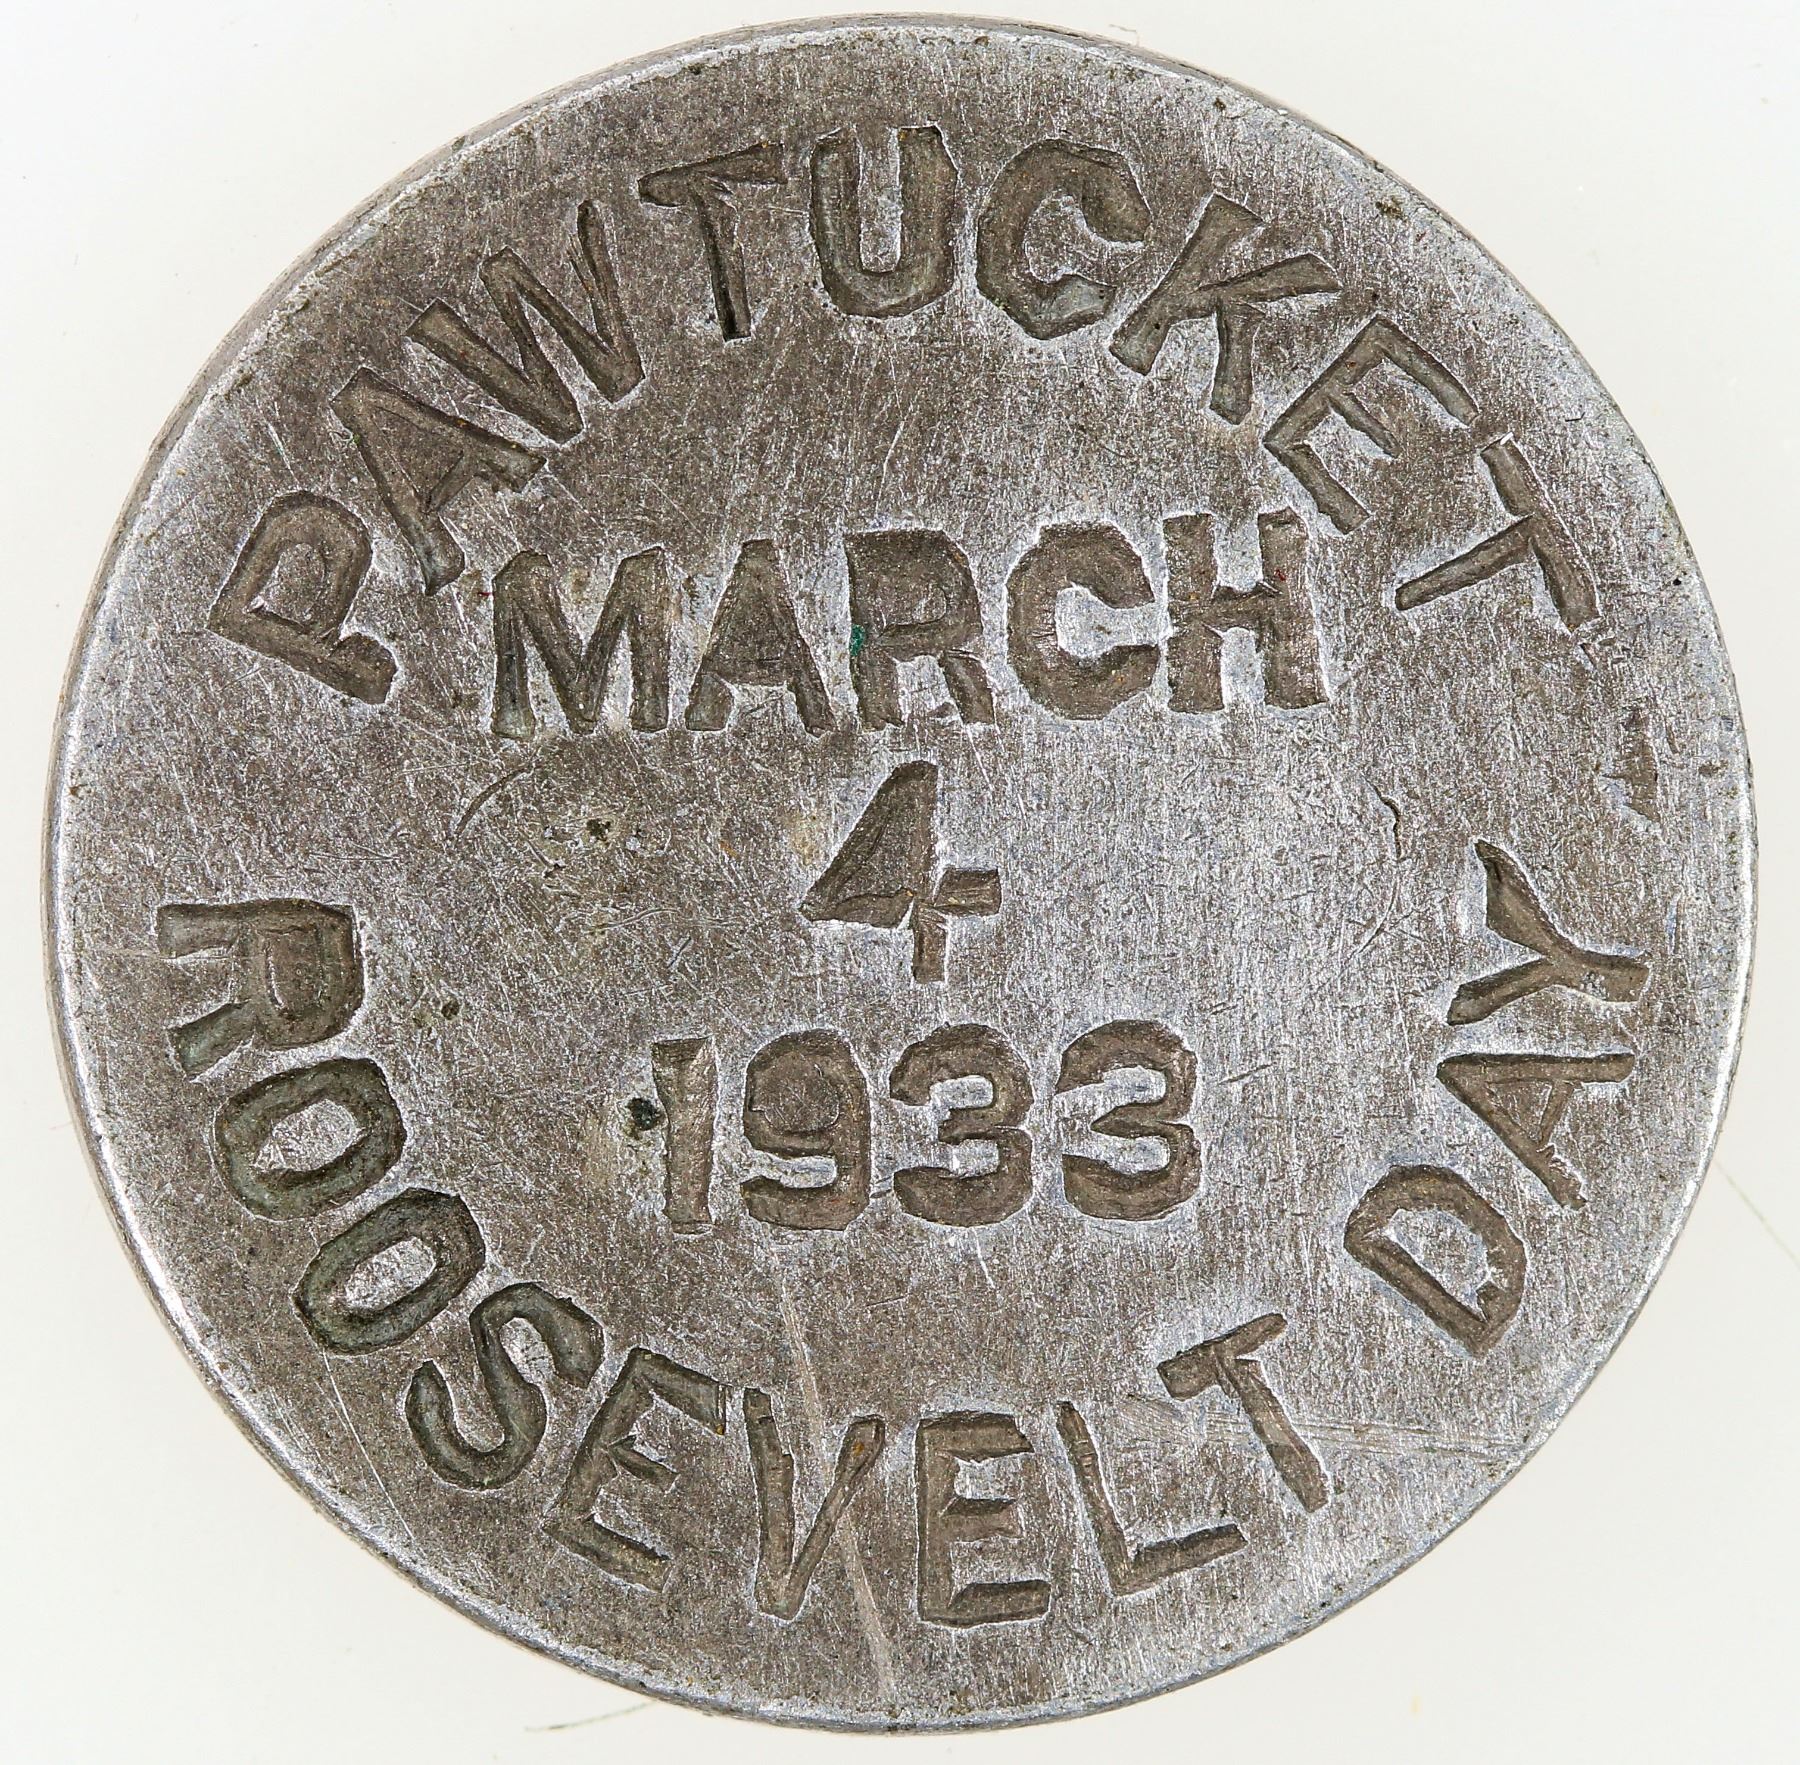 PAWTUCKET
MARCH
4
1933
ROOSEVELT DAY